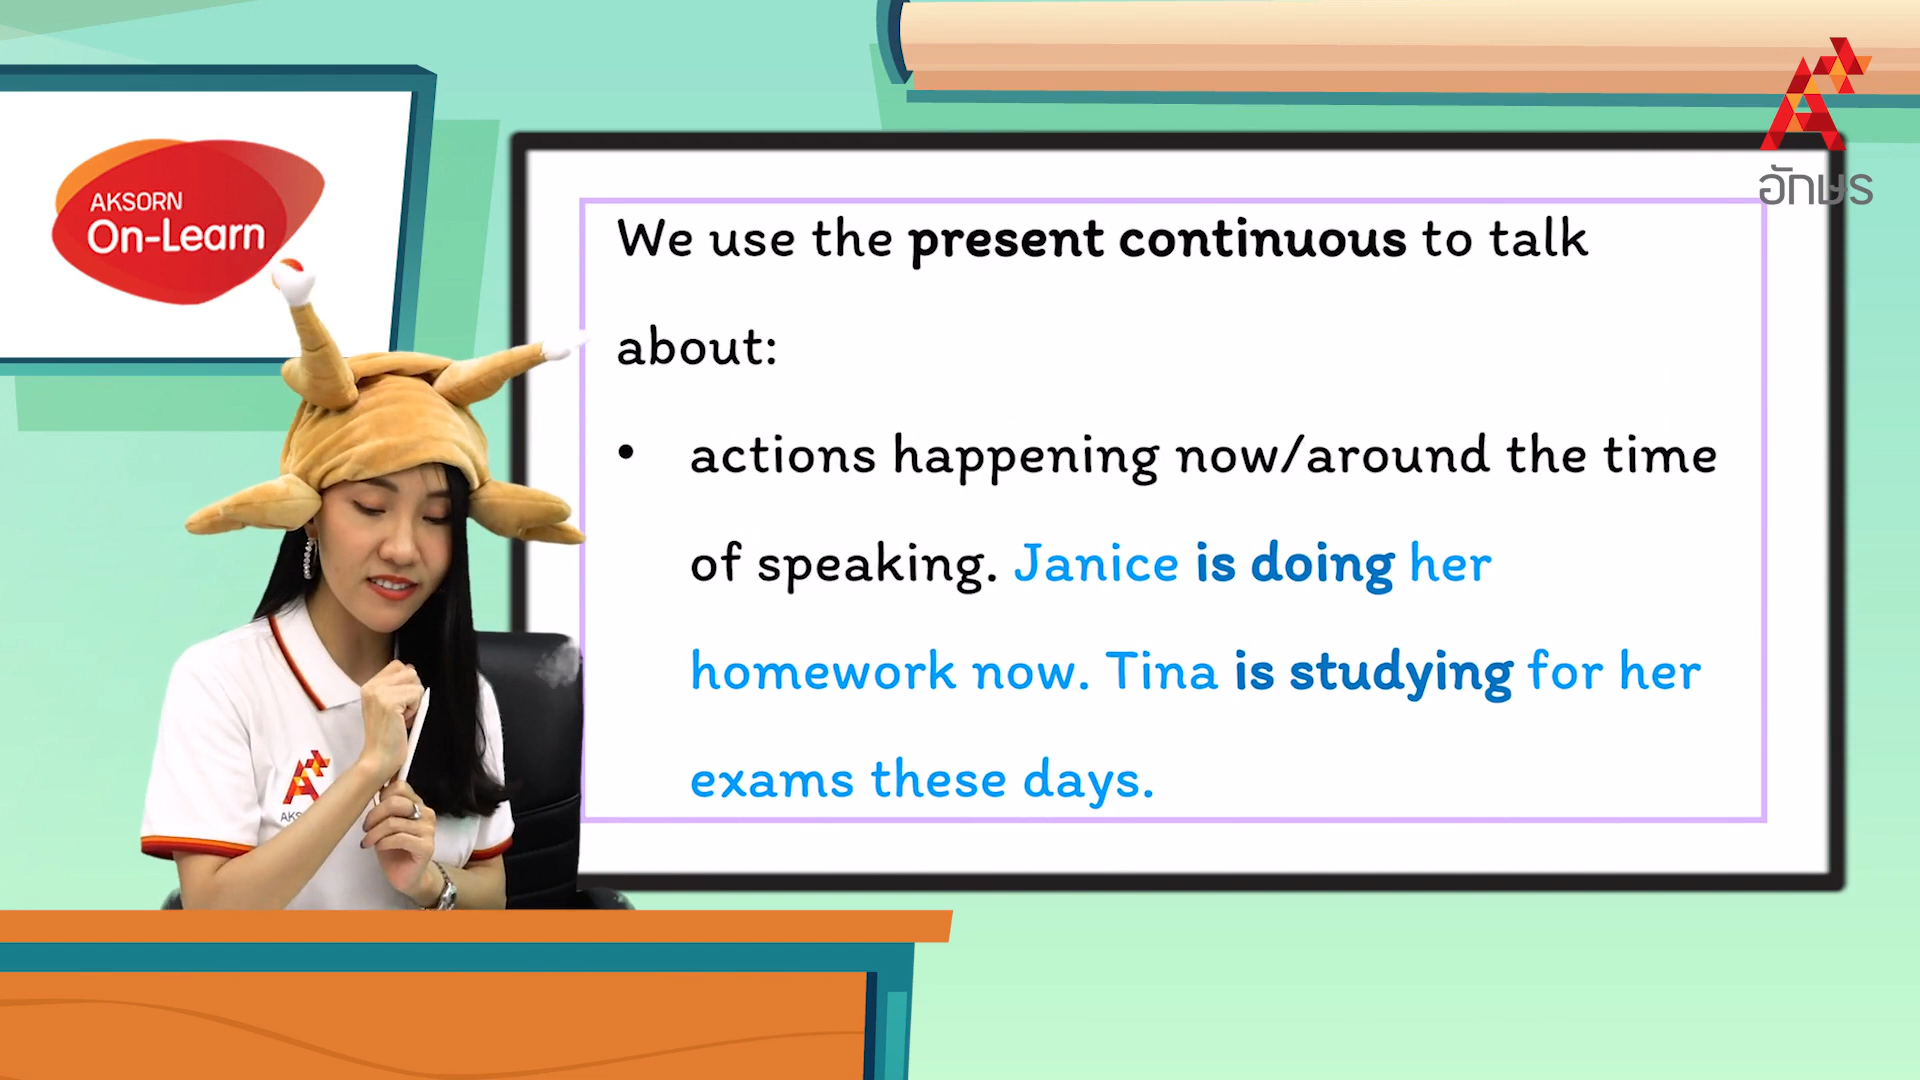 อักษร
AKSORN
On-Learn
We use the present continuous to talk
about:
• actions happening now/around the time
of speaking. Janice is doing her
homework now. Tina is studying for her
exams these days.